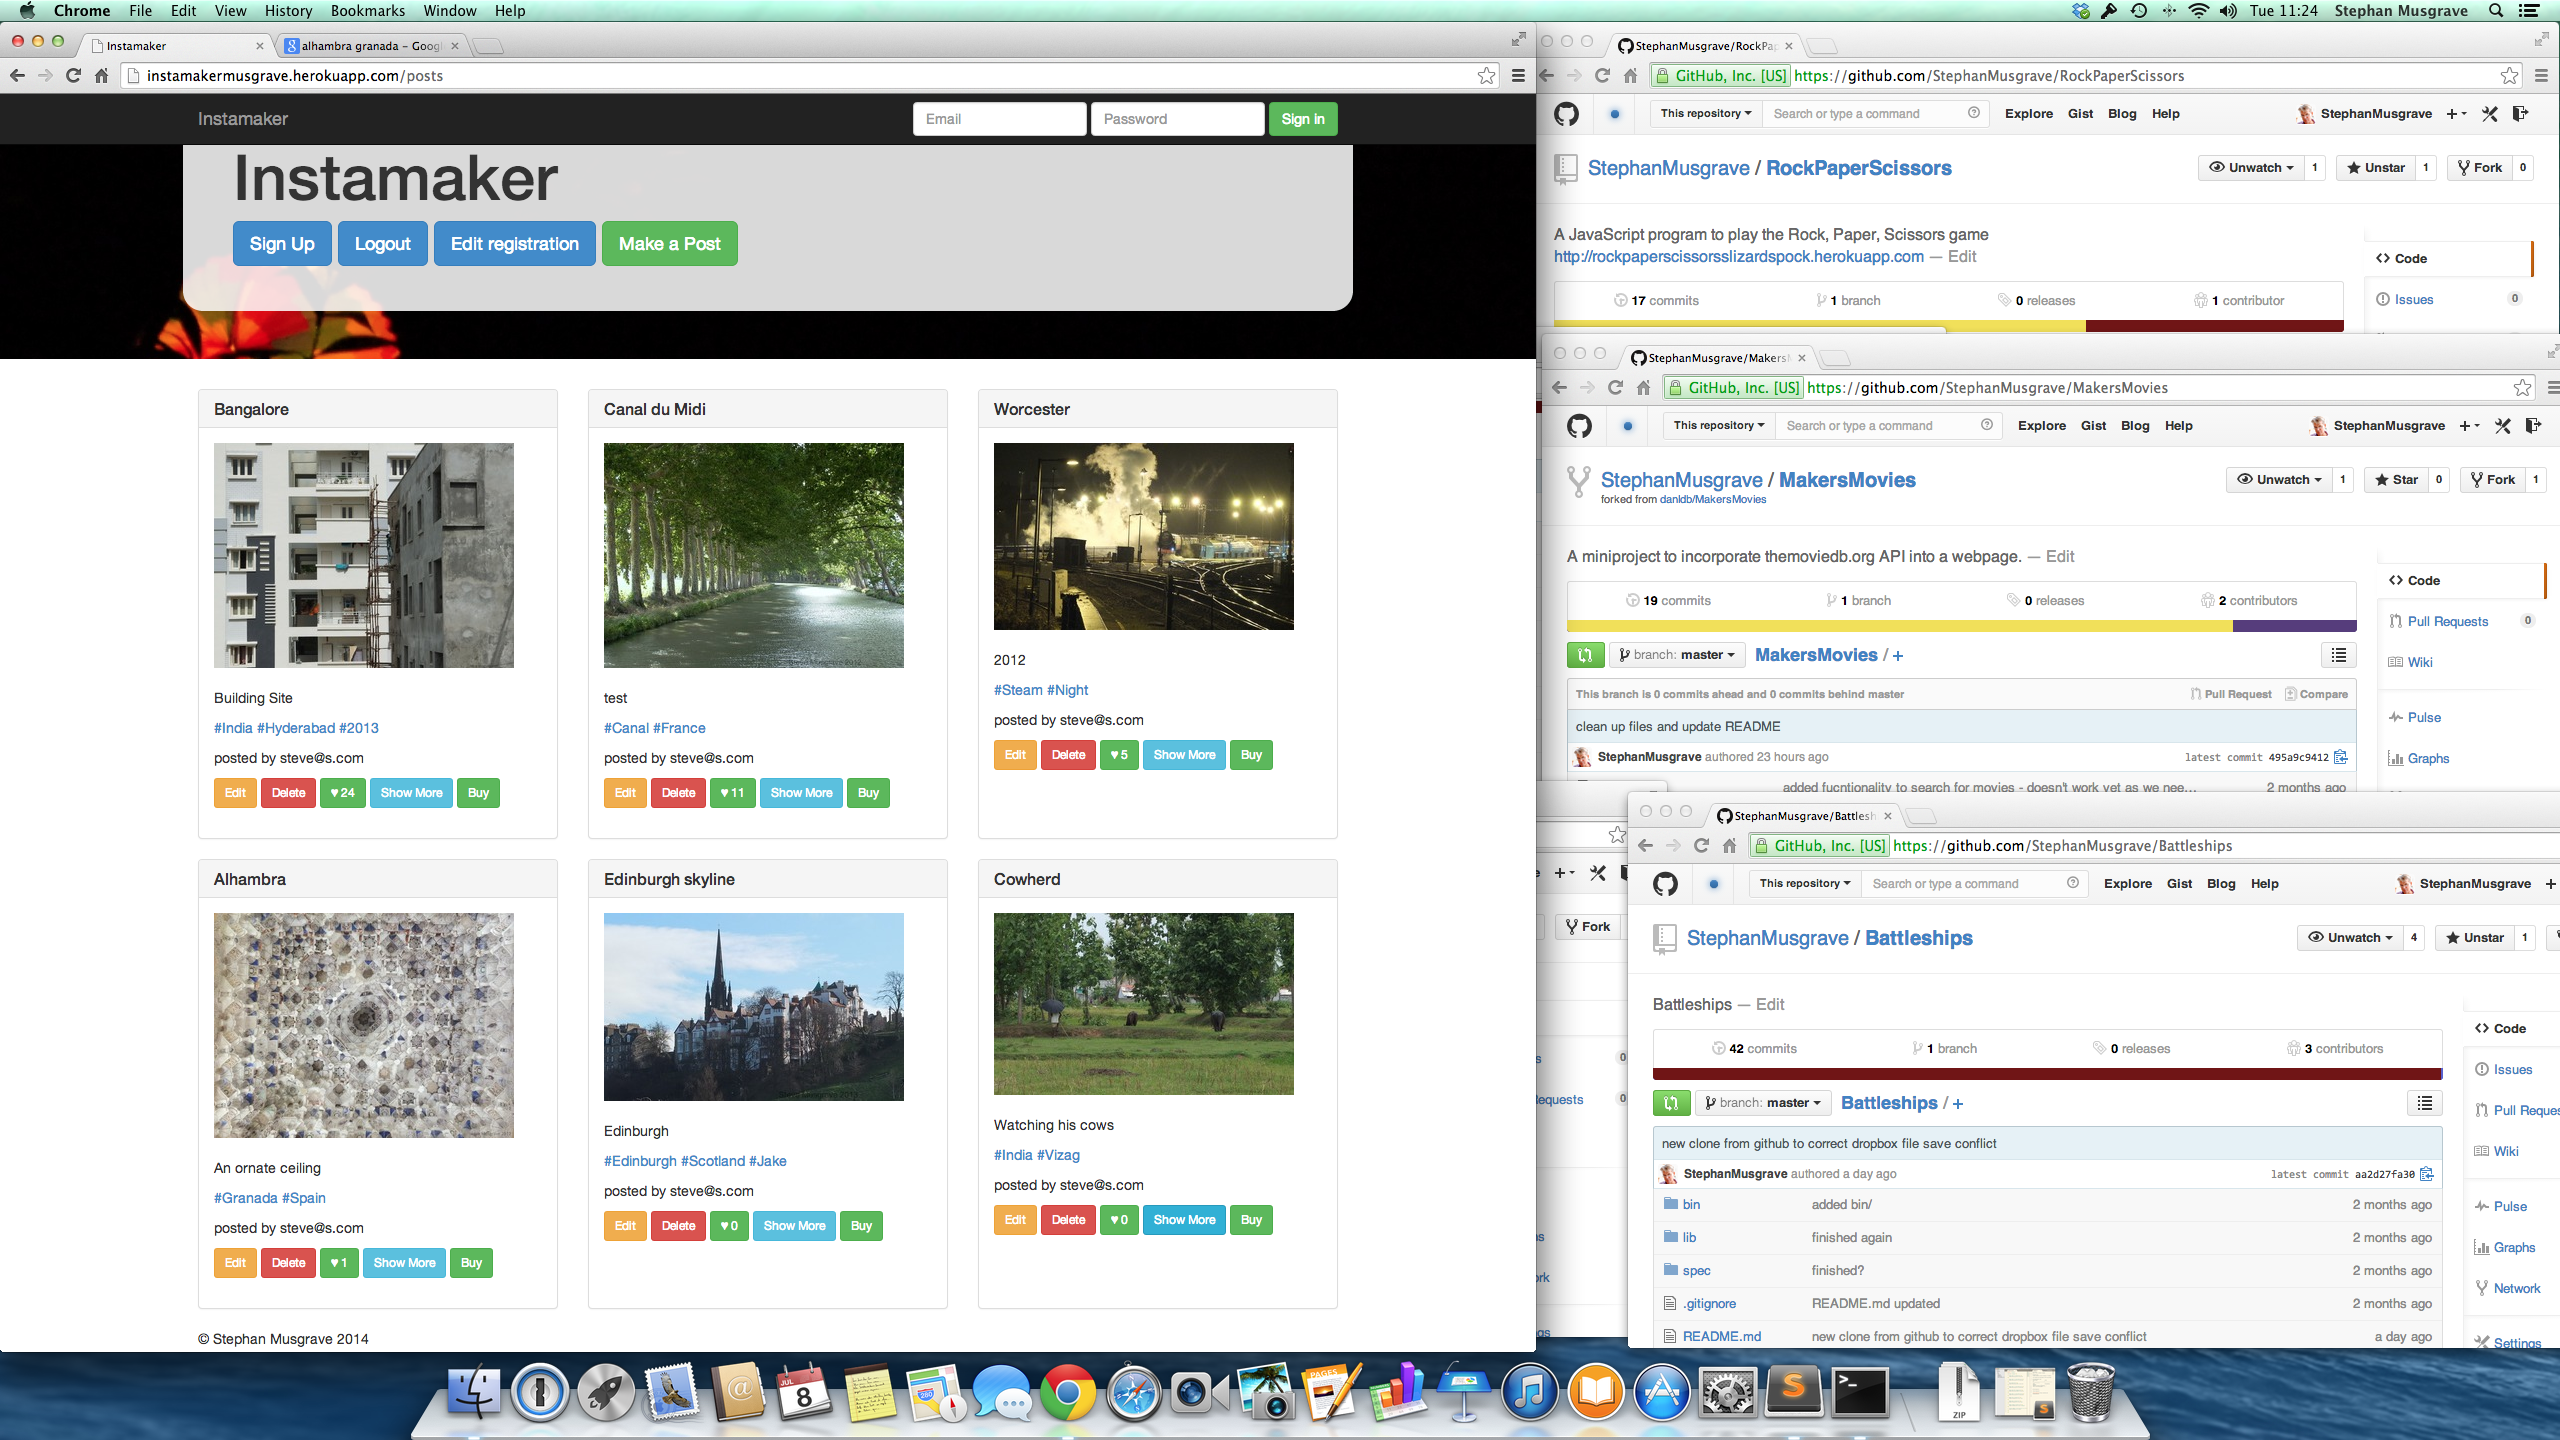 Chrome File Edit View History Bookmarks Window Help
Tue 11:24 Stephan Musgrave
Instamaker
alhambra granada – Googl
instamakermusgrave.herokuapp.com/posts
Instamaker
Email
Password
Sign in
Instamaker
Sign Up
Logout
Edit registration
Make a Post
Bangalore
Building Site
#India #Hyderabad #2013
posted by steve@s.com
Edit Delete ♥ 24 Show More Buy
Canal du Midi
test
#Canal #France
posted by steve@s.com
Edit Delete ♥ 11 Show More Buy
Worcester
2012
#Steam #Night
posted by steve@s.com
Edit Delete ♥ 5 Show More Buy
Alhambra
An ornate ceiling
#Granada #Spain
posted by steve@s.com
Edit Delete ♥ 1 Show More Buy
Edinburgh skyline
Edinburgh
#Edinburgh #Scotland #Jake
posted by steve@s.com
Edit Delete ♥ 0 Show More Buy
Cowherd
Watching his cows
#India #Vizag
posted by steve@s.com
Edit Delete ♥ 0 Show More Buy
© Stephan Musgrave 2014
StephanMusgrave/RockPap
GitHub, Inc. [US] https://github.com/StephanMusgrave/RockPaperScissors
This repository Search or type a command Explore Gist Blog Help StephanMusgrave
StephanMusgrave / RockPaperScissors
Unwatch 1 Unstar 1 Fork 0
A JavaScript program to play the Rock, Paper, Scissors game
http://rockpaperscissorsslizardspock.herokuapp.com — Edit
17 commits 1 branch 0 releases 1 contributor
Code
Issues 0
StephanMusgrave/MakersM
GitHub, Inc. [US] https://github.com/StephanMusgrave/MakersMovies
This repository Search or type a command Explore Gist Blog Help StephanMusgrave
StephanMusgrave / MakersMovies
forked from danldb/MakersMovies
Unwatch 1 Star 0 Fork 1
A miniproject to incorporate themoviedb.org API into a webpage. — Edit
19 commits 1 branch 0 releases 2 contributors
branch: master MakersMovies / +
This branch is 0 commits ahead and 0 commits behind master Pull Request Compare
clean up files and update README
StephanMusgrave authored 23 hours ago latest commit 495a9c9412
added fucntionality to search for movies - doesn't work yet as we nee… 2 months ago
Code
Pull Requests 0
Wiki
Pulse
Graphs
Fork
0
equests 0
StephanMusgrave/Battlesh
GitHub, Inc. [US] https://github.com/StephanMusgrave/Battleships
This repository Search or type a command Explore Gist Blog Help StephanMusgrave
StephanMusgrave / Battleships
Unwatch 4 Unstar 1
Battleships — Edit
42 commits 1 branch 0 releases 3 contributors
branch: master Battleships / +
new clone from github to correct dropbox file save conflict
StephanMusgrave authored a day ago latest commit aa2d27fa30
bin added bin/ 2 months ago
lib finished again 2 months ago
spec finished? 2 months ago
.gitignore README.md updated 2 months ago
README.md new clone from github to correct dropbox file save conflict a day ago
Code
Issues
Pull Reques
Wiki
Pulse
Graphs
Network
Settings
JUL
8
280
PAGES
ZIP